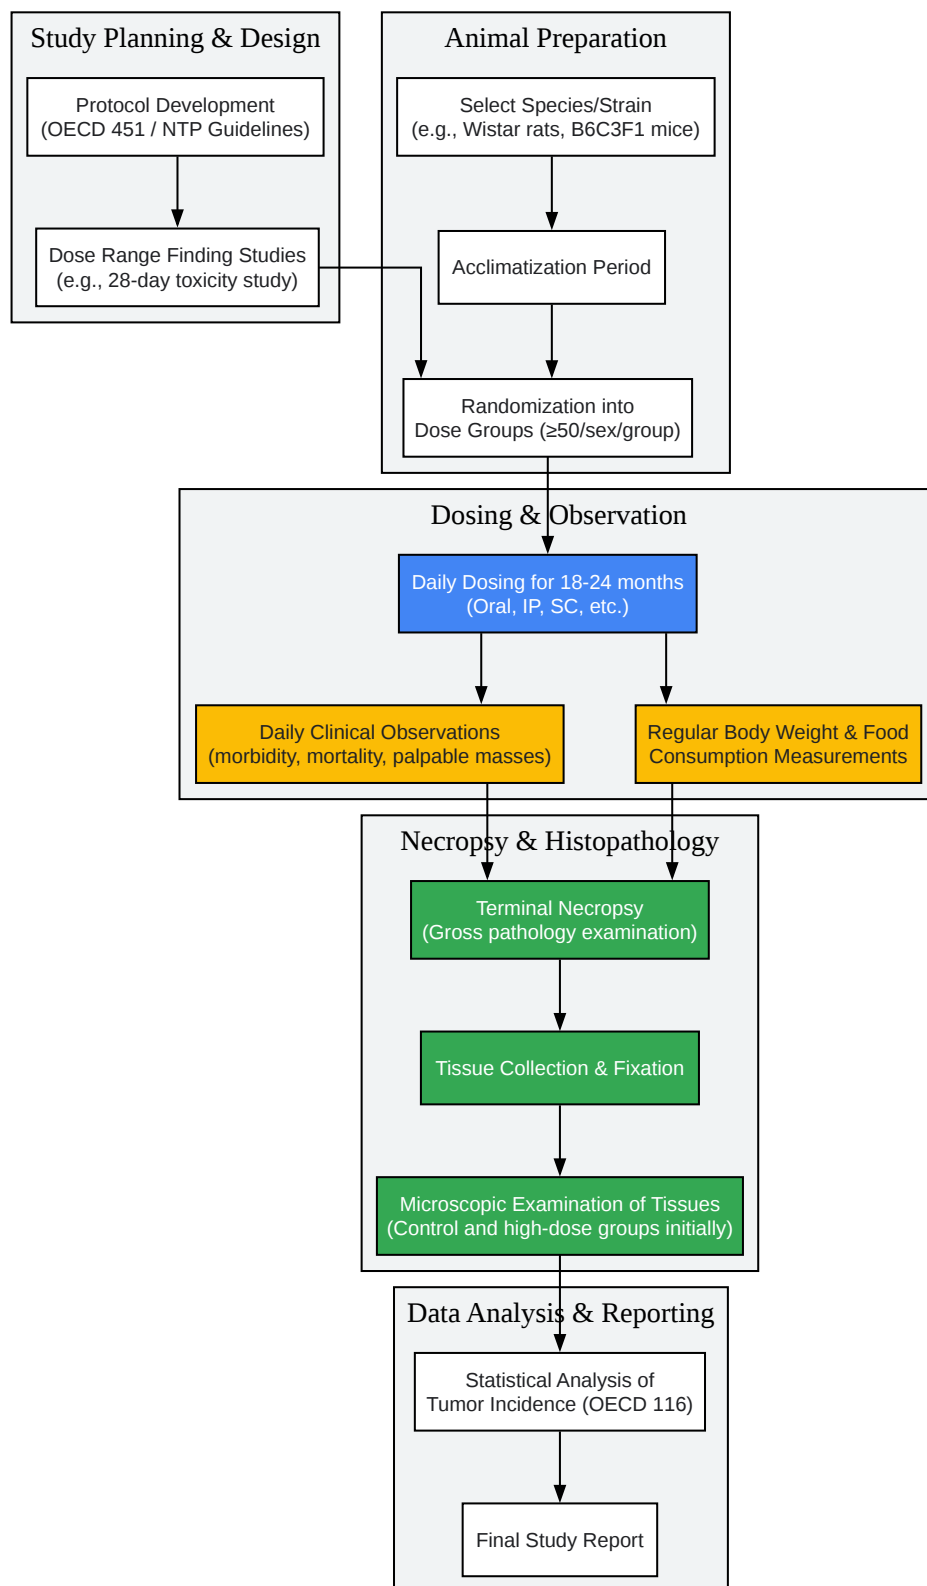 Study Planning & Design
Protocol Development
(OECD 451 / NTP Guidelines)
Dose Range Finding Studies
(e.g., 28-day toxicity study)
Animal Preparation
Select Species/Strain
(e.g., Wistar rats, B6C3F1 mice)
Acclimatization Period
Randomization into
Dose Groups (≥50/sex/group)
Dosing & Observation
Daily Dosing for 18-24 months
(Oral, IP, SC, etc.)
Daily Clinical Observations
(morbidity, mortality, palpable masses)
Regular Body Weight & Food
Consumption Measurements
Necropsy & Histopathology
Terminal Necropsy
(Gross pathology examination)
Tissue Collection & Fixation
Microscopic Examination of Tissues
(Control and high-dose groups initially)
Data Analysis & Reporting
Statistical Analysis of
Tumor Incidence (OECD 116)
Final Study Report